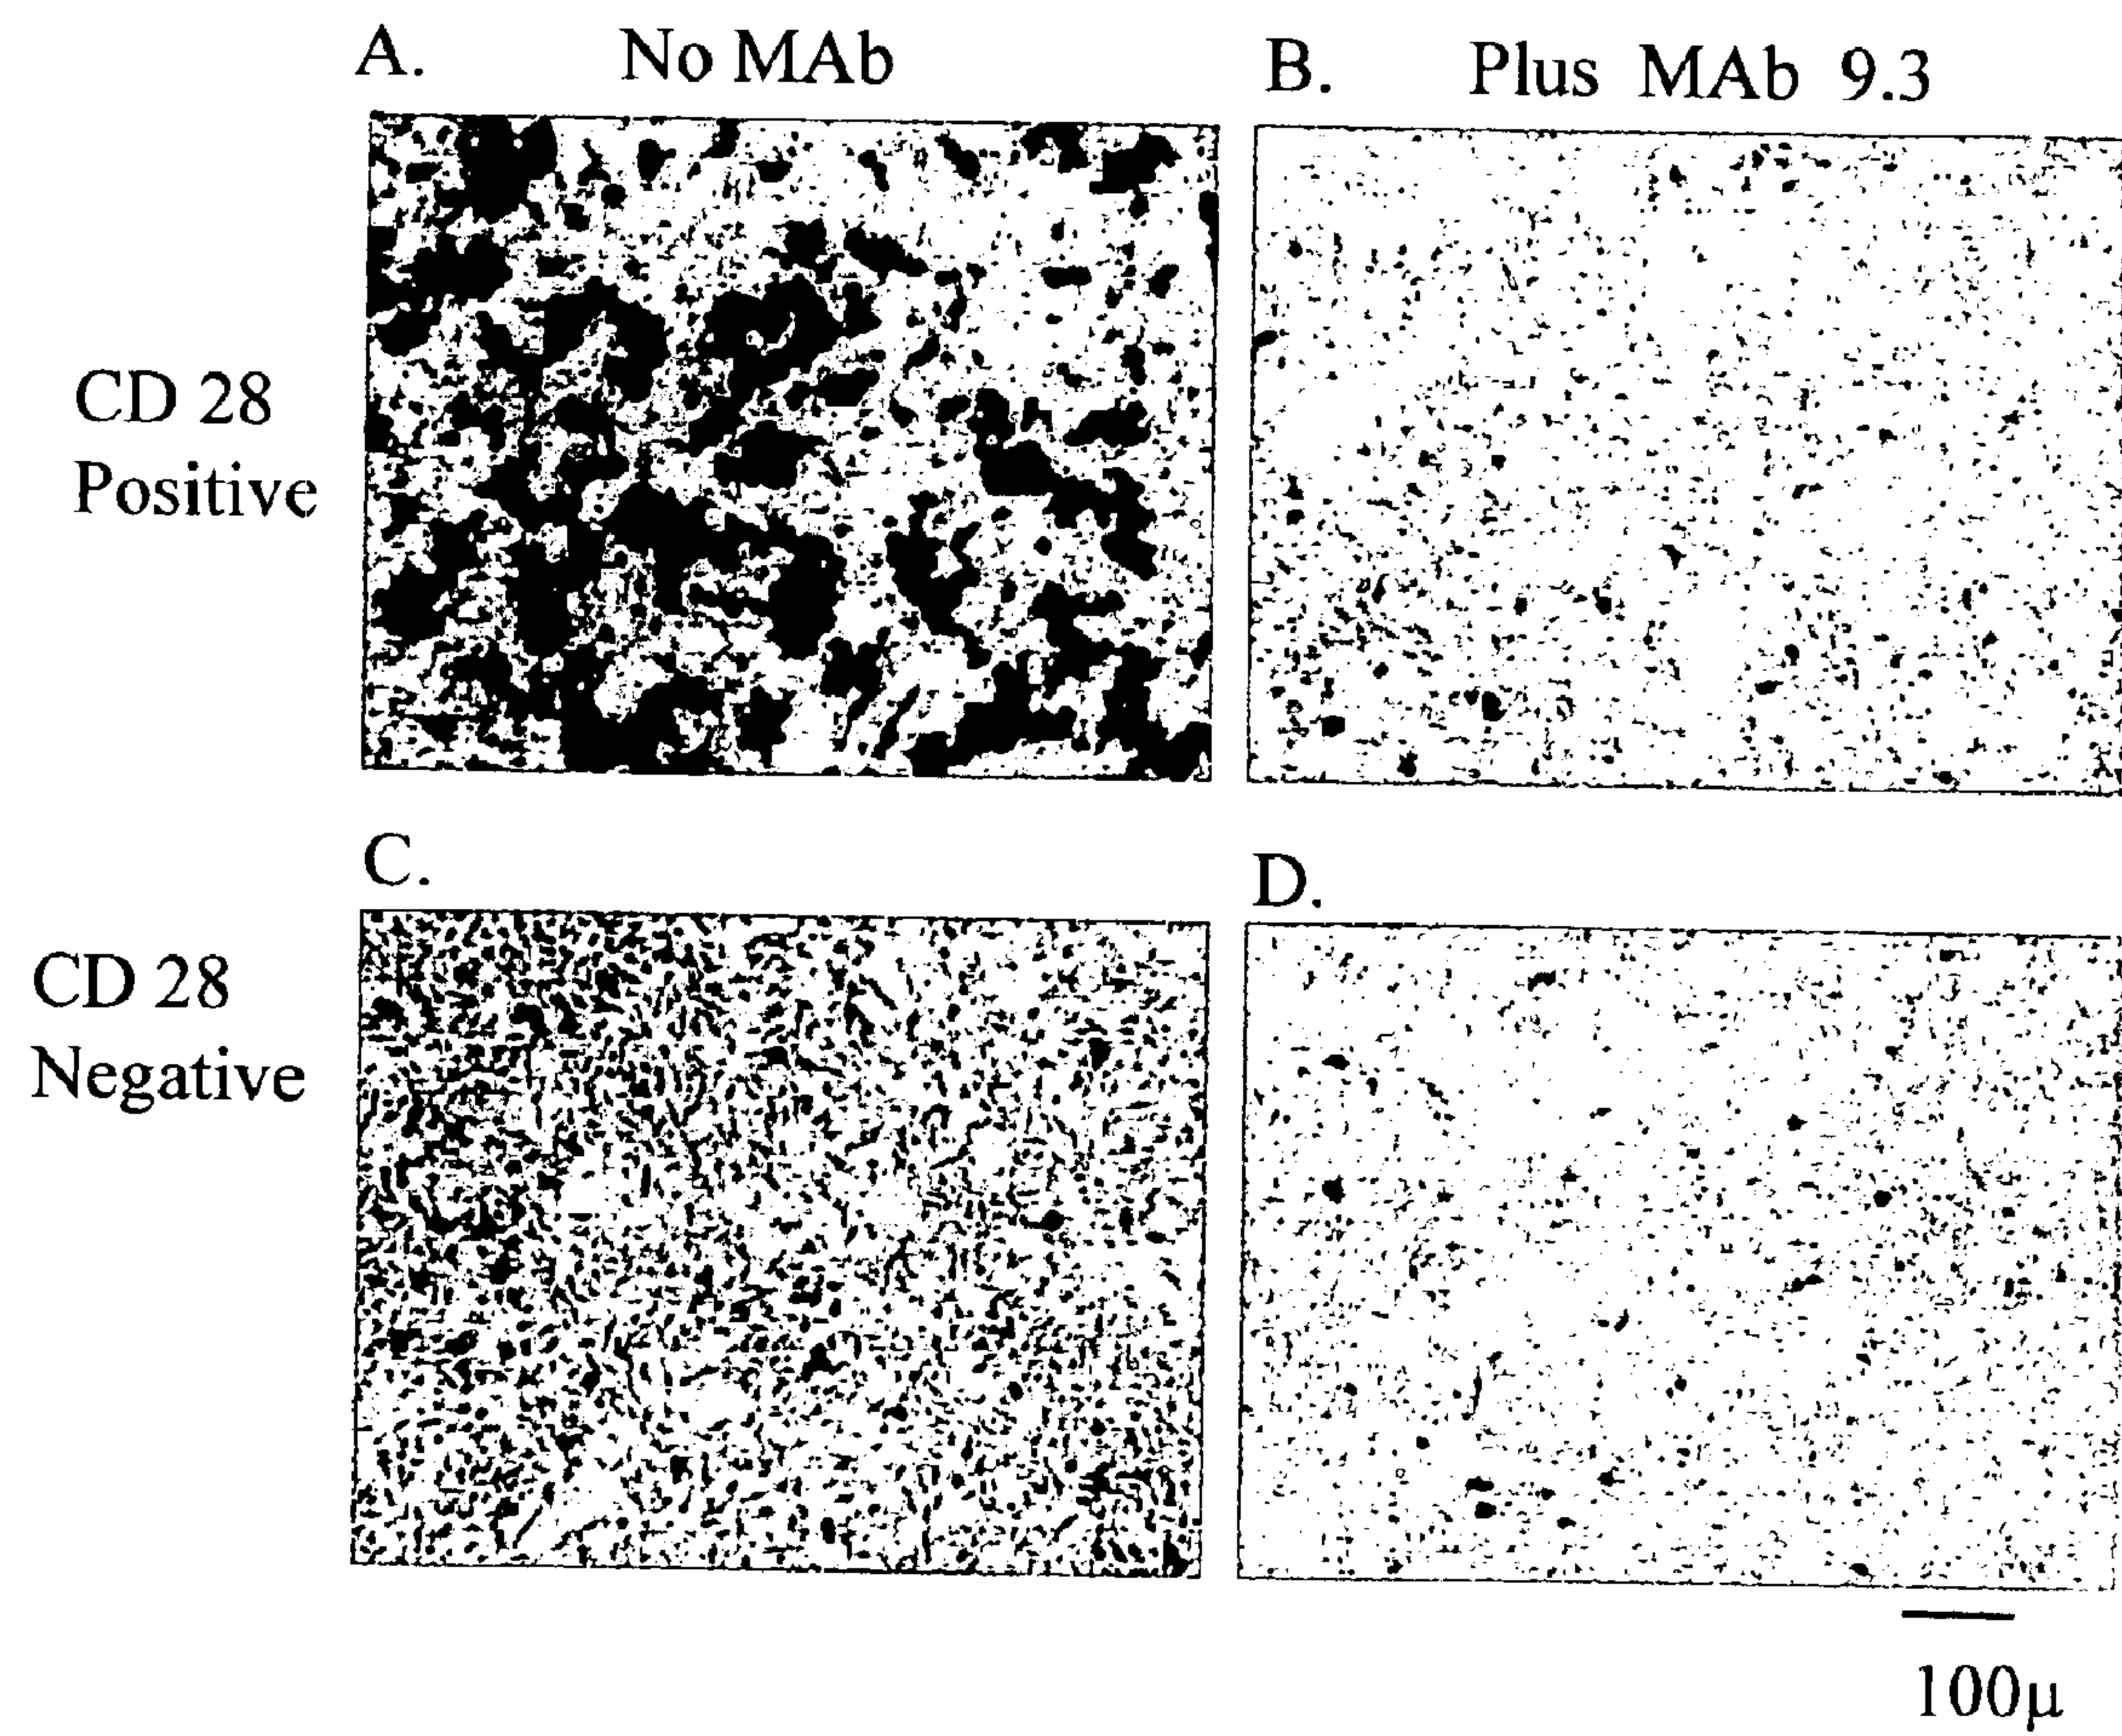 A. No MAb
B. Plus MAb 9.3
CD 28
Positive
C.
D.
CD 28
Negative
100μ